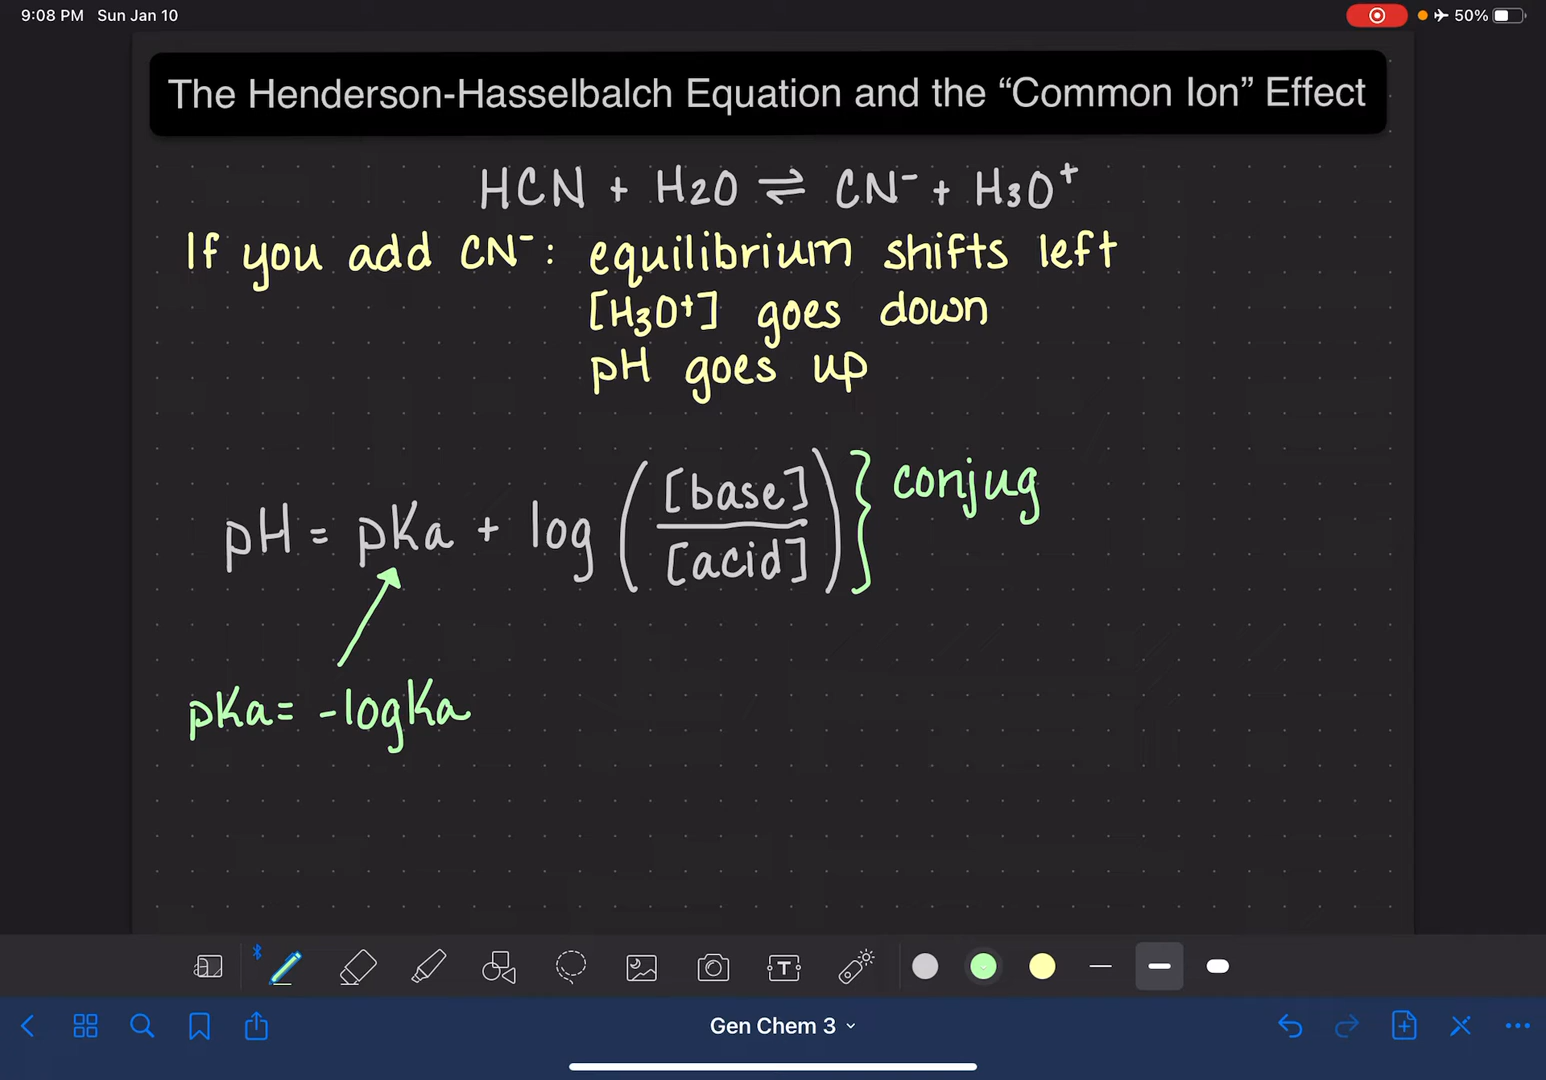 9:08 PM Sun Jan 10
50%
The Henderson-Hasselbalch Equation and the “Common Ion” Effect
HCN + H2O ⇌ CN⁻ + H3O⁺
If you add CN⁻: equilibrium shifts left
[H3O⁺] goes down
pH goes up
pH = pKa + log ([base]/[acid]) } conjug
pKa = -logKa
T
Gen Chem 3